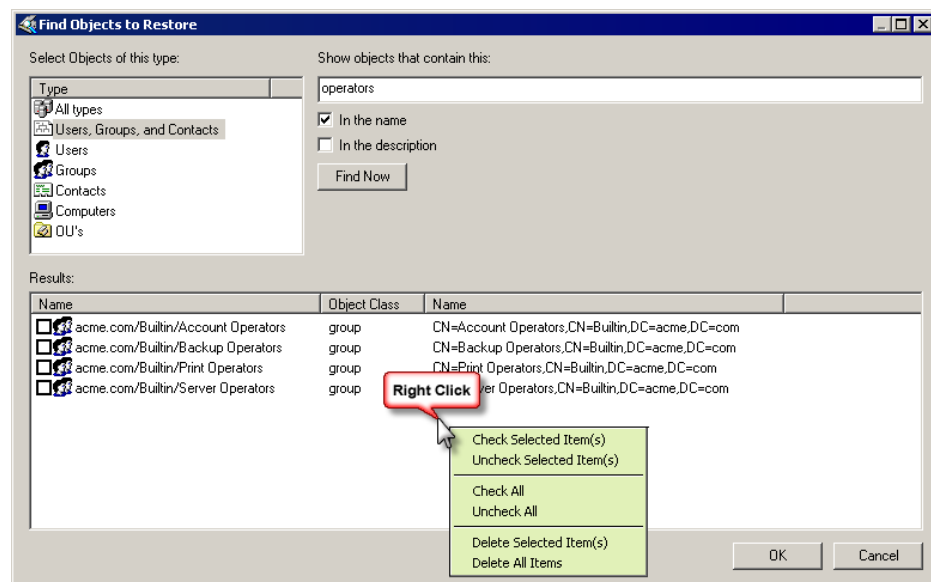 Find Objects to Restore
Select Objects of this type:
Show objects that contain this:
Type
All types
Users, Groups, and Contacts
Users
Groups
Contacts
Computers
OU's
operators
In the name
In the description
Find Now
Results:
Name Object Class Name
acme.com/Builtin/Account Operators group CN=Account Operators,CN=Builtin,DC=acme,DC=com
acme.com/Builtin/Backup Operators group CN=Backup Operators,CN=Builtin,DC=acme,DC=com
acme.com/Builtin/Print Operators group CN=Print Operators,CN=Builtin,DC=acme,DC=com
acme.com/Builtin/Server Operators group er Operators,CN=Builtin,DC=acme,DC=com
Right Click
Check Selected Item(s)
Uncheck Selected Item(s)
Check All
Uncheck All
Delete Selected Item(s)
Delete All Items
OK
Cancel